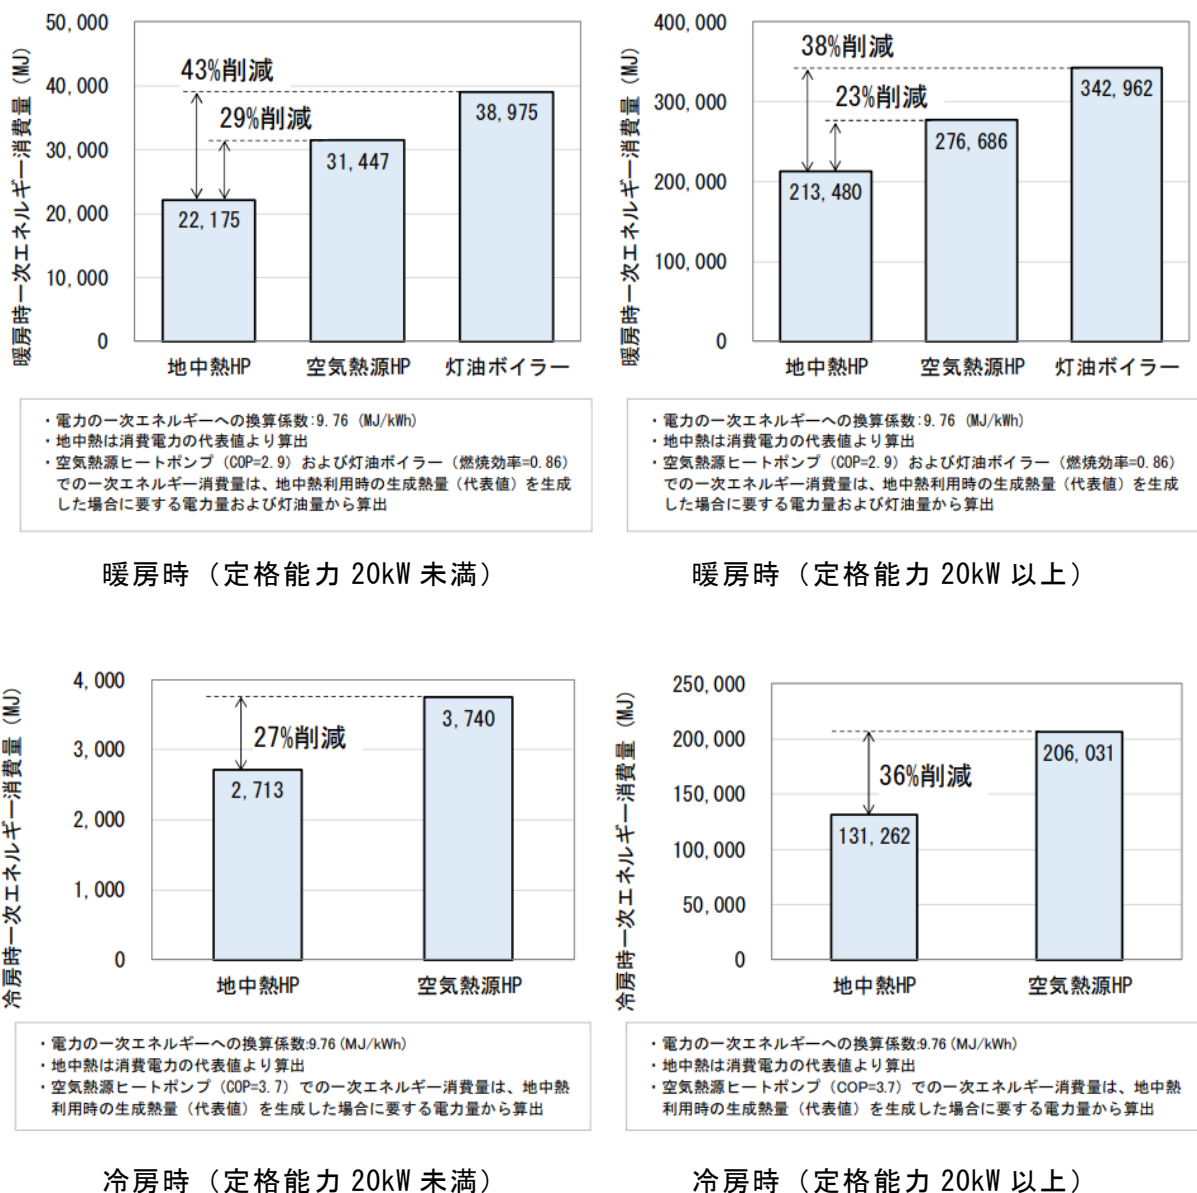 暖房時一次エネルギー消費量 (MJ)
50,000
40,000
30,000
20,000
10,000
0
43%削減
29%削減
22,175
31,447
38,975
地中熱HP
空気熱源HP
灯油ボイラー
・電力の一次エネルギーへの換算係数:9.76 (MJ/kWh)
・地中熱は消費電力の代表値より算出
・空気熱源ヒートポンプ（COP=2.9）および灯油ボイラー（燃焼効率=0.86）
での一次エネルギー消費量は、地中熱利用時の生成熱量（代表値）を生成
した場合に要する電力量および灯油量から算出
暖房時（定格能力 20kW 未満）
暖房時一次エネルギー消費量 (MJ)
400,000
300,000
200,000
100,000
0
38%削減
23%削減
213,480
276,686
342,962
地中熱HP
空気熱源HP
灯油ボイラー
・電力の一次エネルギーへの換算係数:9.76 (MJ/kWh)
・地中熱は消費電力の代表値より算出
・空気熱源ヒートポンプ（COP=2.9）および灯油ボイラー（燃焼効率=0.86）
での一次エネルギー消費量は、地中熱利用時の生成熱量（代表値）を生成
した場合に要する電力量および灯油量から算出
暖房時（定格能力 20kW 以上）
冷房時一次エネルギー消費量 (MJ)
4,000
3,000
2,000
1,000
0
27%削減
2,713
3,740
地中熱HP
空気熱源HP
・電力の一次エネルギーへの換算係数:9.76 (MJ/kWh)
・地中熱は消費電力の代表値より算出
・空気熱源ヒートポンプ（COP=3.7）での一次エネルギー消費量は、地中熱
利用時の生成熱量（代表値）を生成した場合に要する電力量から算出
冷房時（定格能力 20kW 未満）
冷房時一次エネルギー消費量 (MJ)
250,000
200,000
150,000
100,000
50,000
0
36%削減
131,262
206,031
地中熱HP
空気熱源HP
・電力の一次エネルギーへの換算係数:9.76 (MJ/kWh)
・地中熱は消費電力の代表値より算出
・空気熱源ヒートポンプ（COP=3.7）での一次エネルギー消費量は、地中熱
利用時の生成熱量（代表値）を生成した場合に要する電力量から算出
冷房時（定格能力 20kW 以上）